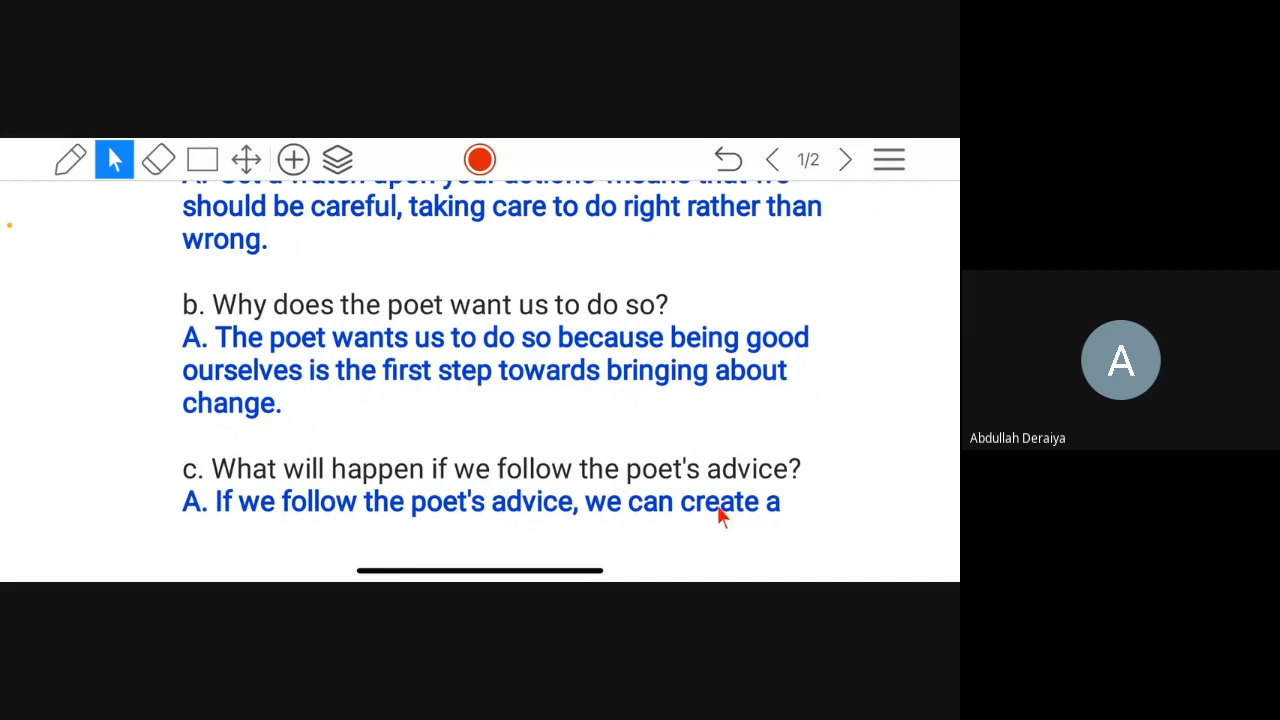 1/2
should be careful, taking care to do right rather than
wrong.
b. Why does the poet want us to do so?
A. The poet wants us to do so because being good
ourselves is the first step towards bringing about
change.
c. What will happen if we follow the poet's advice?
A. If we follow the poet's advice, we can create a
A
Abdullah Deraiya